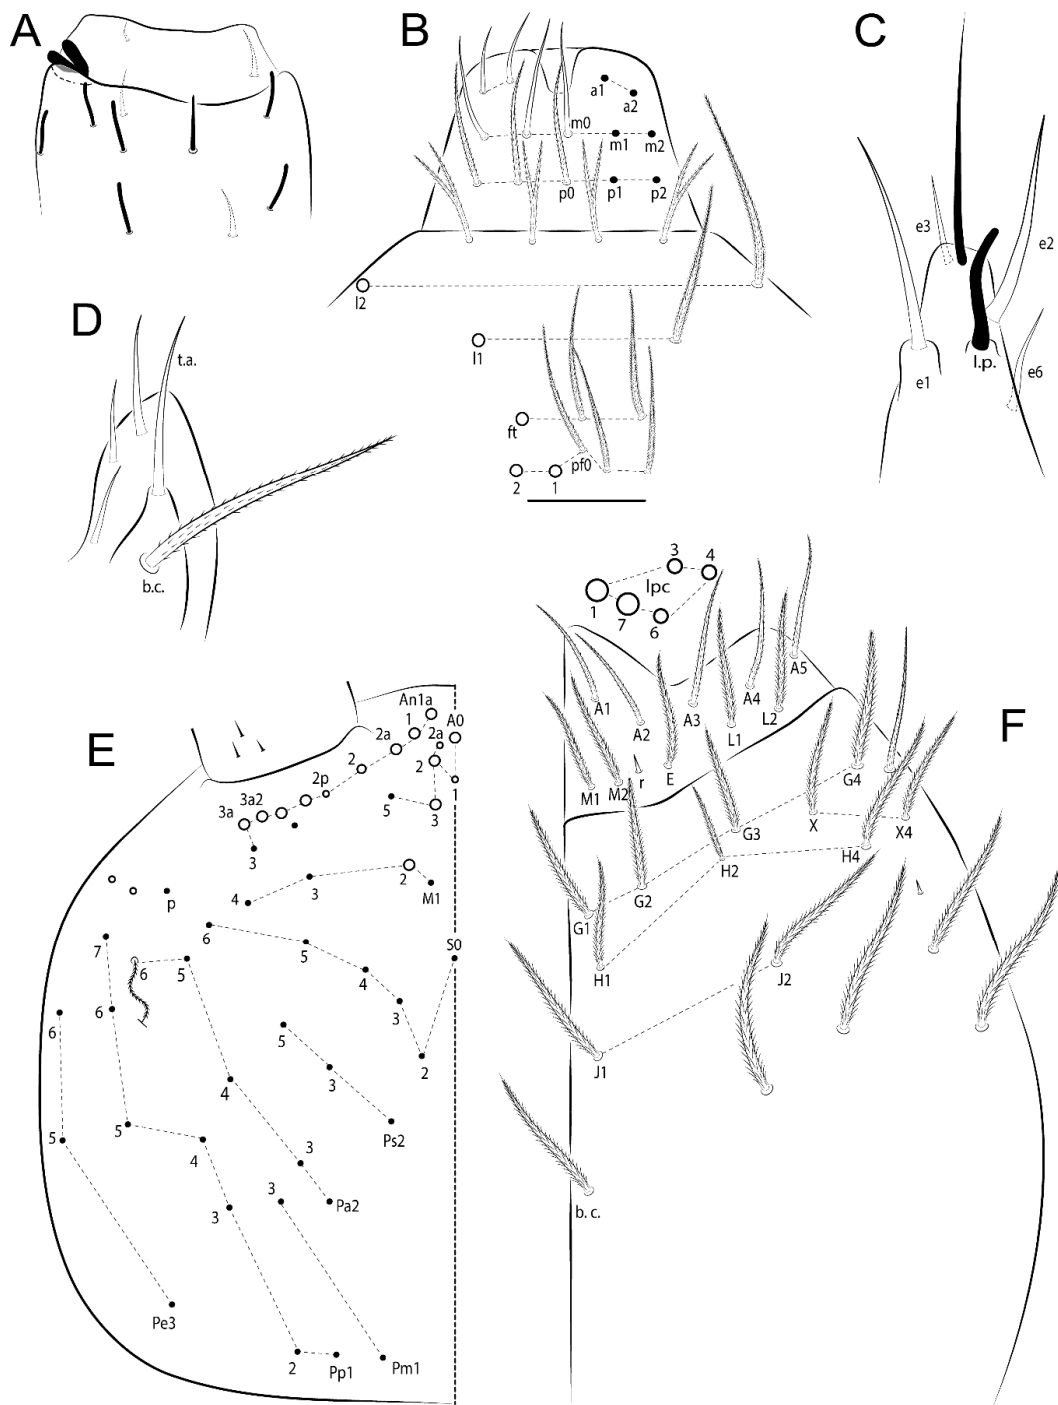 A
B
a1
a2
m0
m1
m2
p0
p1
p2
l2
l1
ft
pf0
2
1
C
e3
e2
e1
l.p.
e6
D
t.a.
b.c.
E
An1a
A0
1
2a
2a
2
2
1
2p
3a2
3a
5
3
3
2
M1
3
4
p
6
S0
7
5
6
5
4
3
6
6
2
5
3
4
Ps2
5
5
4
3
3
Pa2
3
Pe3
2
Pp1
Pm1
F
3
4
lpc
1
7
6
A5
A1
A2
A3
A4
L2
L1
M1
M2
r
E
G4
G3
X
X4
H2
H4
G2
G1
H1
J2
J1
b. c.